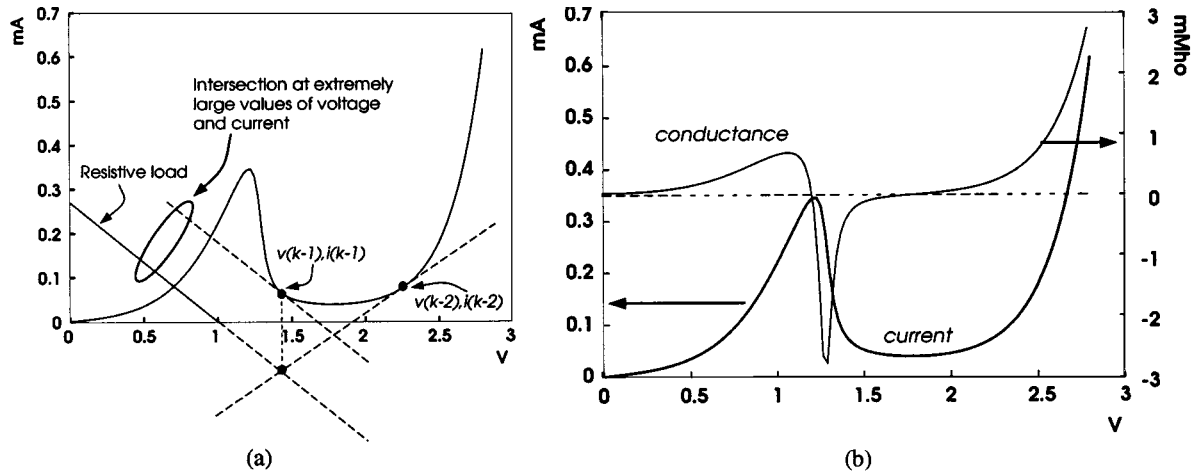 mA
0.7
0.6
0.5
0.4
0.3
0.2
0.1
0
0
0.5
1
1.5
2
2.5
3
V
Intersection at extremely
large values of voltage
and current
Resistive load
v(k-1),i(k-1)
v(k-2),i(k-2)
(a)
mA
0.7
0.6
0.5
0.4
0.3
0.2
0.1
0
0
0.5
1
1.5
2
2.5
3
V
3
2
1
0
-1
-2
-3
mMho
conductance
current
(b)